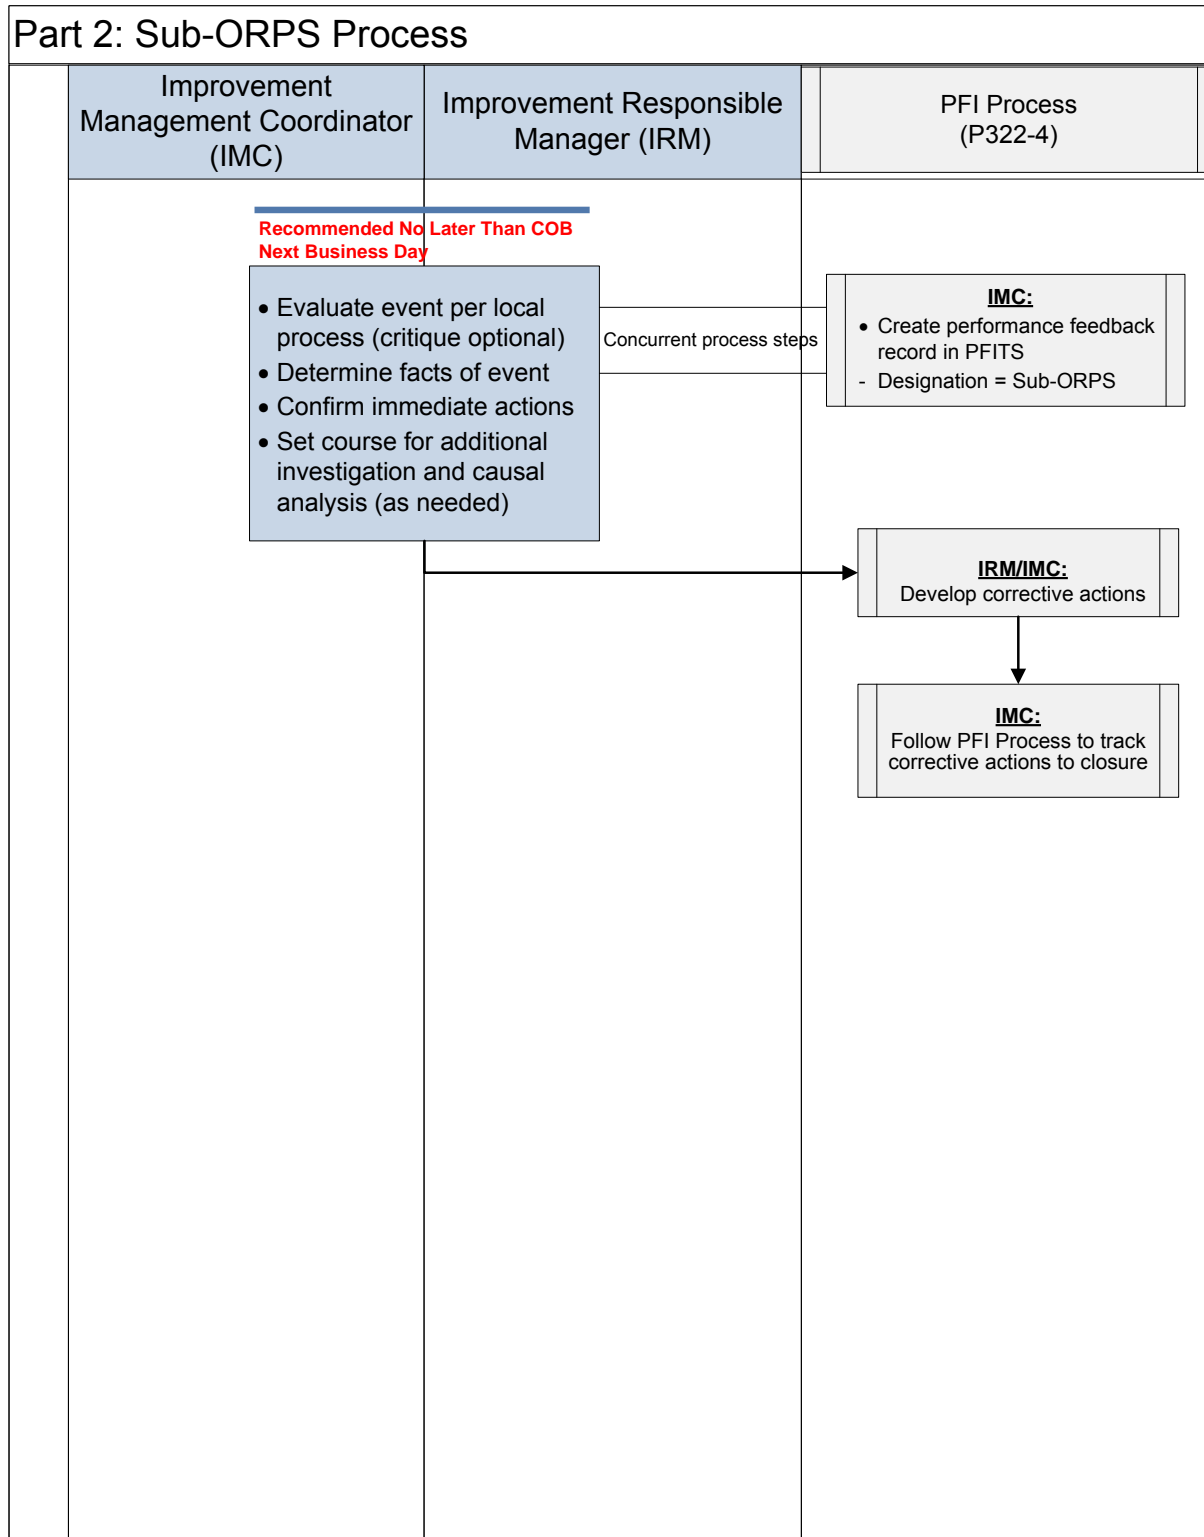 Part 2: Sub-ORPS Process
Improvement
Management Coordinator
(IMC)
Improvement Responsible
Manager (IRM)
PFI Process
(P322-4)
Recommended No Later Than COB
Next Business Day
• Evaluate event per local
process (critique optional)
• Determine facts of event
• Confirm immediate actions
• Set course for additional
investigation and causal
analysis (as needed)
Concurrent process steps
IMC:
• Create performance feedback
record in PFITS
- Designation = Sub-ORPS
IRM/IMC:
Develop corrective actions
IMC:
Follow PFI Process to track
corrective actions to closure